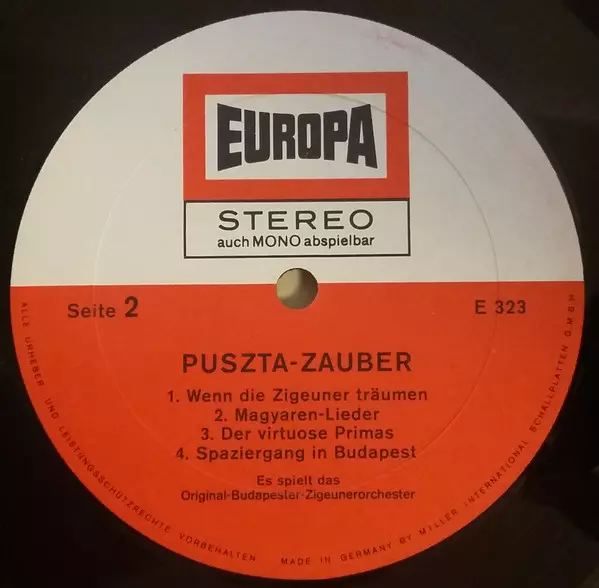 EUROPA
STEREO
auch MONO abspielbar
Seite 2
E 323
PUSZTA-ZAUBER
1. Wenn die Zigeuner träumen
2. Magyaren-Lieder
3. Der virtuose Primas
4. Spaziergang in Budapest
Es spielt das
Original-Budapester-Zigeunerorchester
ALLE URHEBER- UND LEISTUNGSSCHUTZRECHTE VORBEHALTEN
MADE IN GERMANY BY MILLER INTERNATIONAL SCHALLPLATTEN G.M.B.H